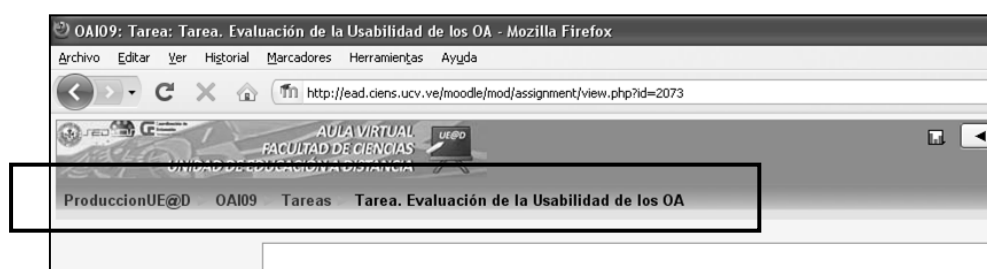 OAI09: Tarea: Tarea. Evaluación de la Usabilidad de los OA - Mozilla Firefox
Archivo Editar Ver Historial Marcadores Herramientas Ayuda
http://ead.ciens.ucv.ve/moodle/mod/assignment/view.php?id=2073
AULA VIRTUAL
FACULTAD DE CIENCIAS
UNIDAD DE EDUCACIÓN A DISTANCIA
UE@D
ProduccionUE@D OAI09 Tareas Tarea. Evaluación de la Usabilidad de los OA